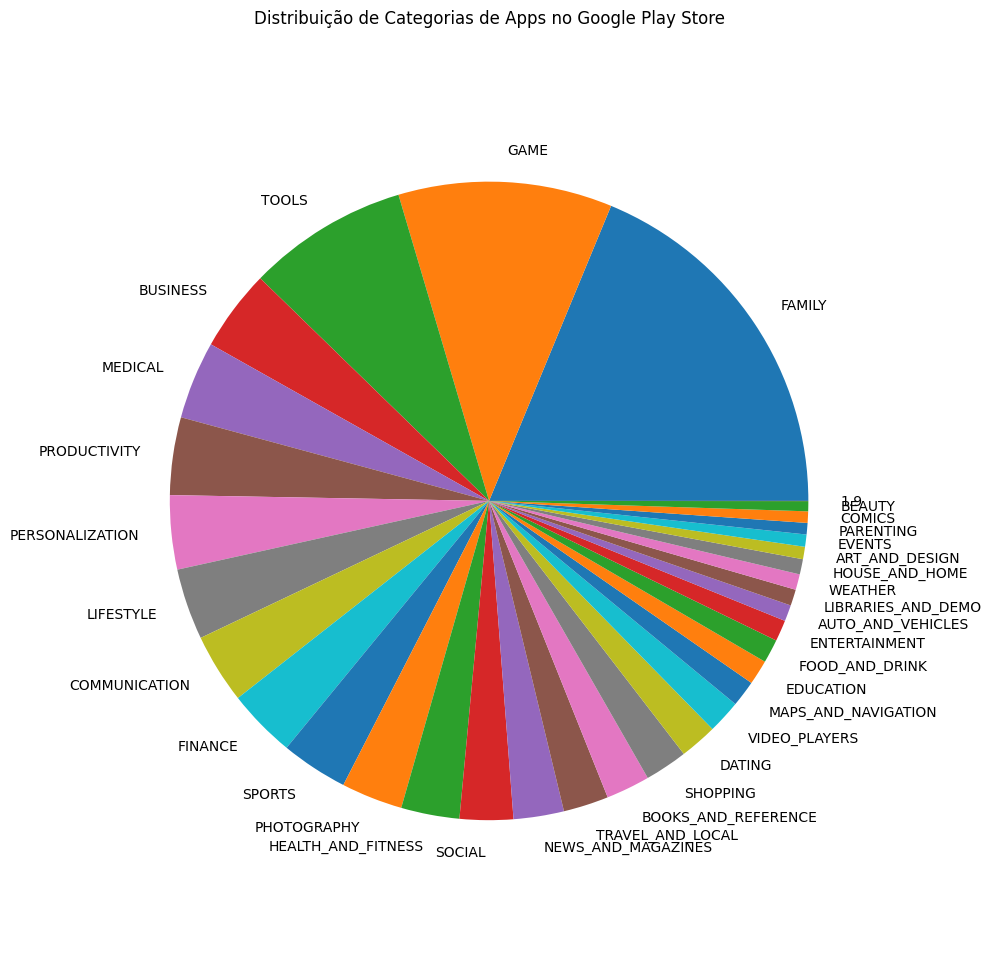 Distribuição de Categorias de Apps no Google Play Store
GAME
TOOLS
FAMILY
BUSINESS
MEDICAL
PRODUCTIVITY
PERSONALIZATION
LIFESTYLE
COMMUNICATION
FINANCE
SPORTS
PHOTOGRAPHY
HEALTH_AND_FITNESS
SOCIAL
NEWS_AND_MAGAZINES
TRAVEL_AND_LOCAL
BOOKS_AND_REFERENCE
SHOPPING
DATING
VIDEO_PLAYERS
MAPS_AND_NAVIGATION
EDUCATION
FOOD_AND_DRINK
ENTERTAINMENT
AUTO_AND_VEHICLES
LIBRARIES_AND_DEMO
WEATHER
HOUSE_AND_HOME
ART_AND_DESIGN
EVENTS
PARENTING
COMICS
BEAUTY
1.9